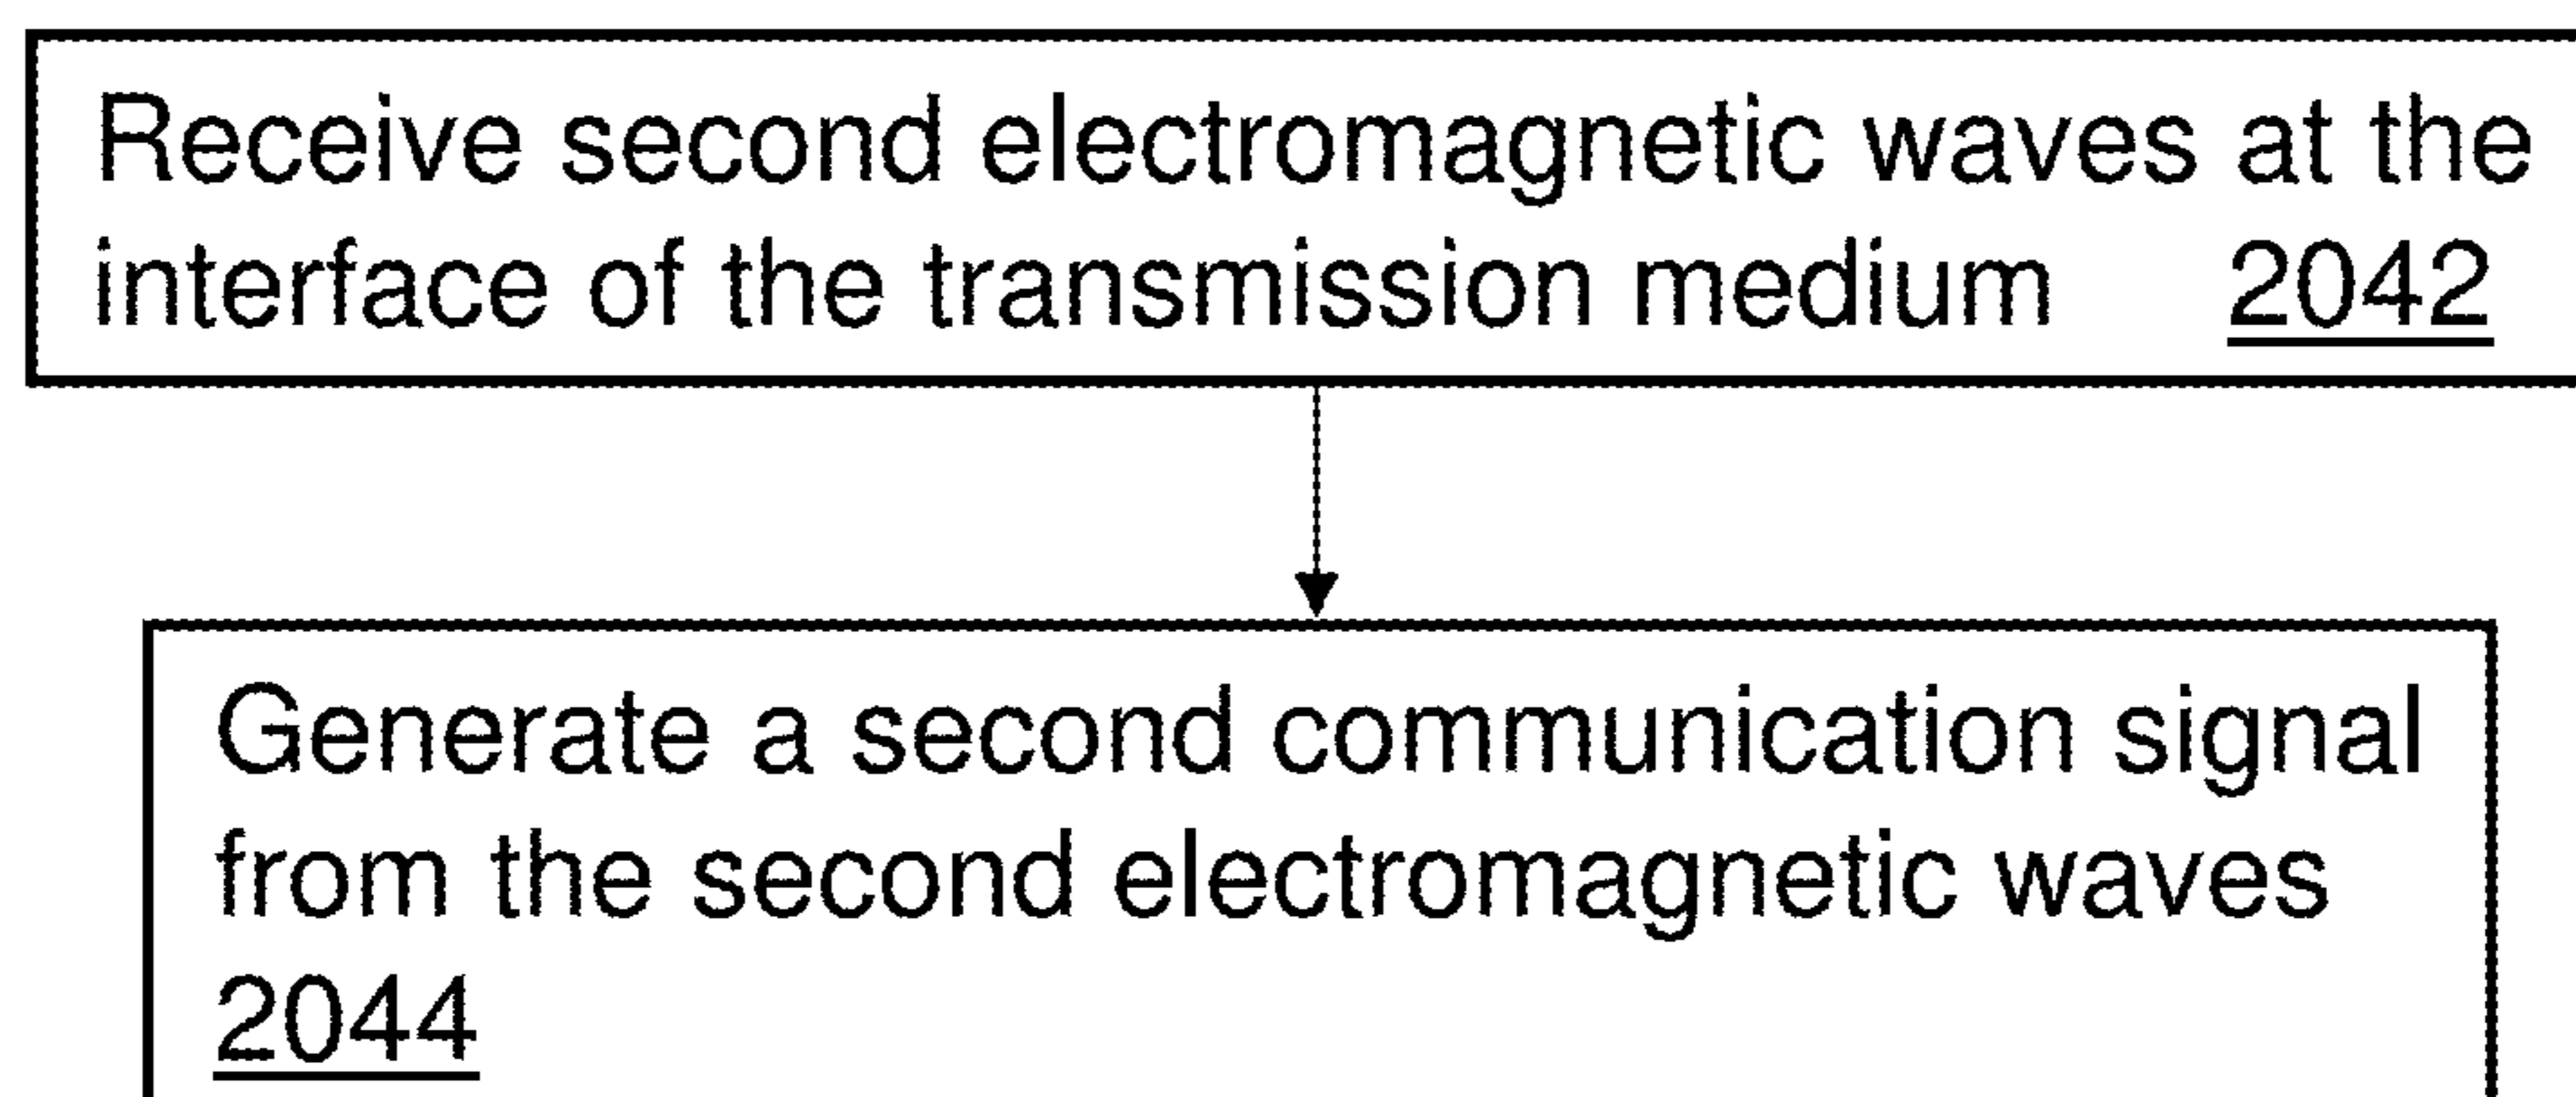 Receive second electromagnetic waves at the
interface of the transmission medium 2042
Generate a second communication signal
from the second electromagnetic waves
2044